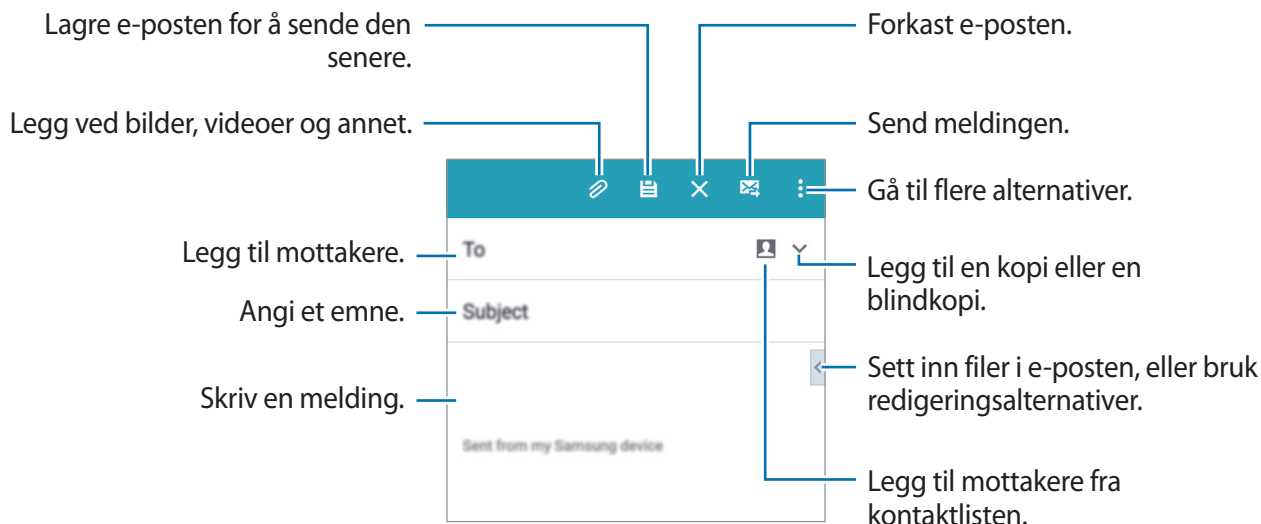 Lagre e-posten for å sende den
senere.
Legg ved bilder, videoer og annet.
Legg til mottakere.
Angi et emne.
Skriv en melding.
To
Subject
Sent from my Samsung device
Forkast e-posten.
Send meldingen.
Gå til flere alternativer.
Legg til en kopi eller en
blindkopi.
Sett inn filer i e-posten, eller bruk
redigeringsalternativer.
Legg til mottakere fra
kontaktlisten.